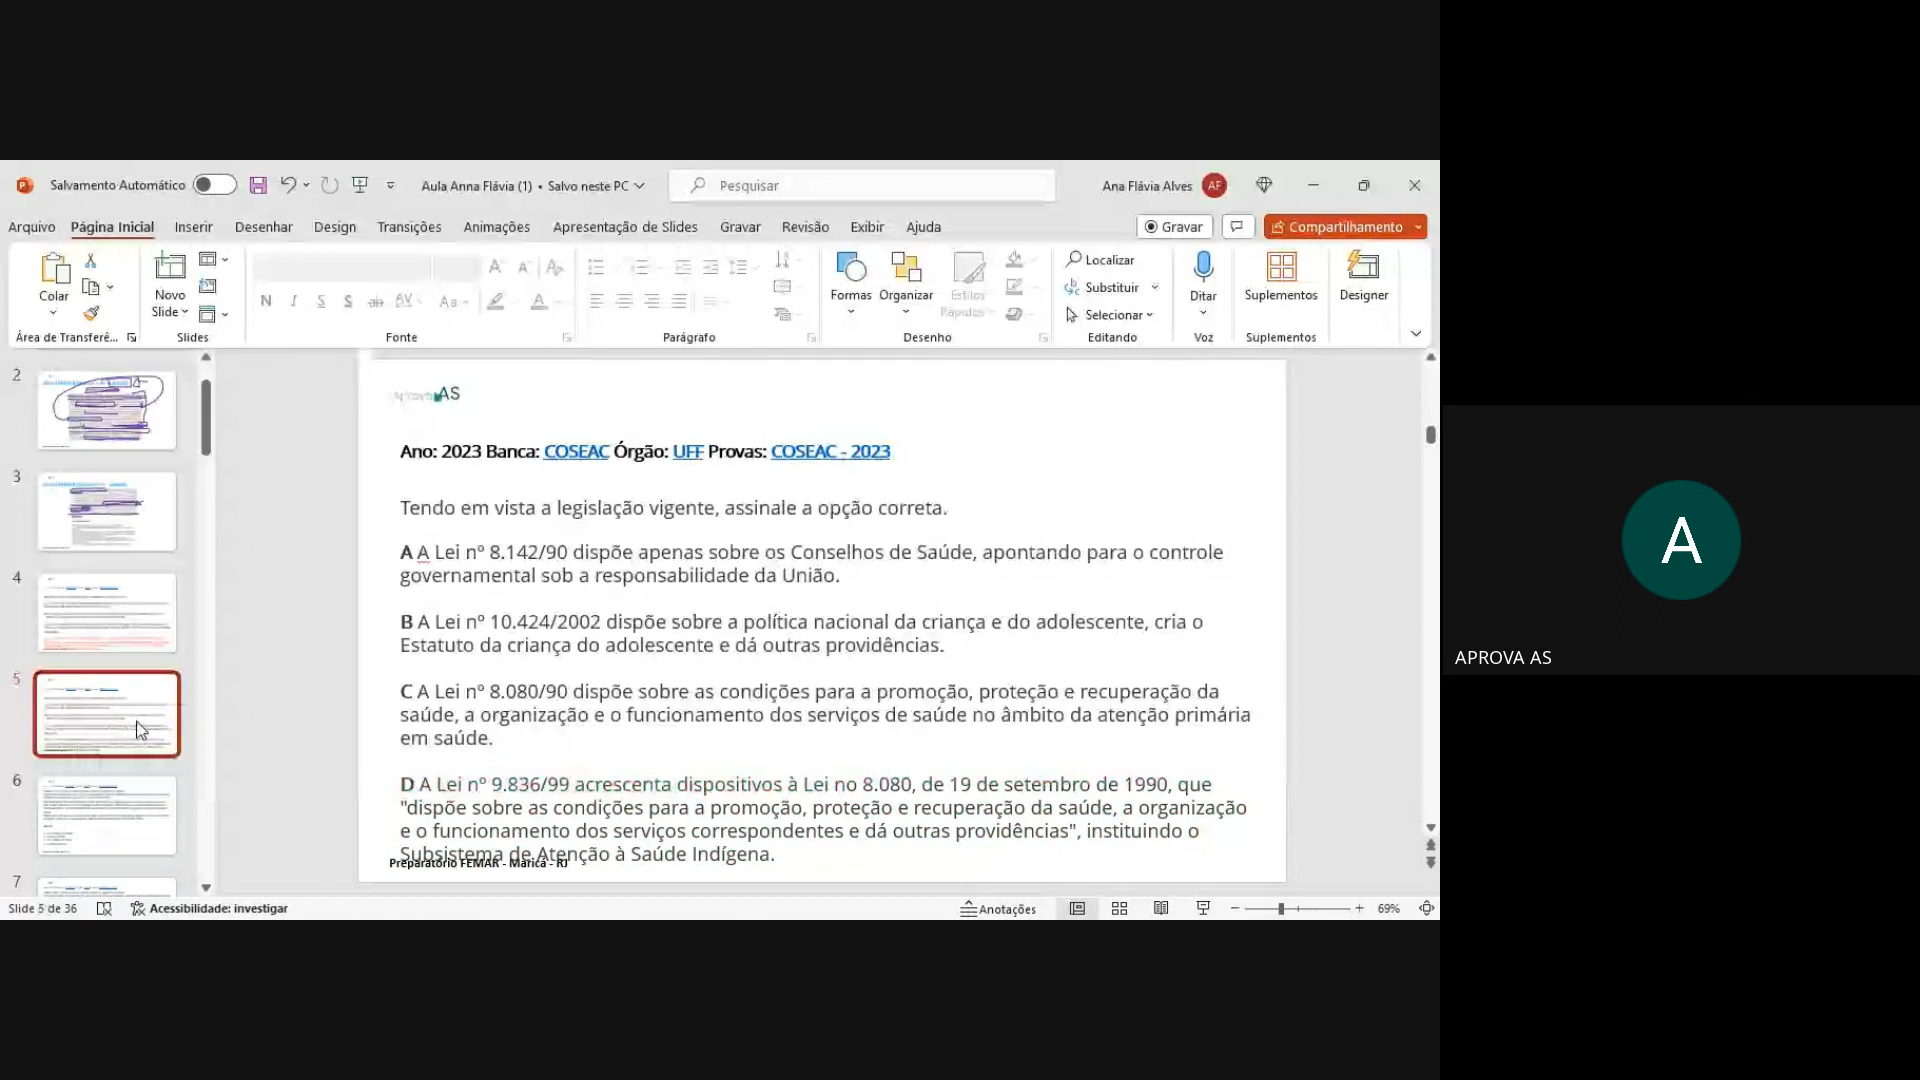 Salvamento Automático
Aula Anna Flávia (1) • Salvo neste PC
Pesquisar
Ana Flávia Alves
AF
Arquivo
Página Inicial
Inserir
Desenhar
Design
Transições
Animações
Apresentação de Slides
Gravar
Revisão
Exibir
Ajuda
Gravar
Compartilhamento
Colar
Novo
Slide
Formas
Organizar
Estilos
Rápidos
Localizar
Substituir
Selecionar
Ditar
Suplementos
Designer
Área de Transferê...
Slides
Fonte
Parágrafo
Desenho
Editando
Voz
Suplementos
2
3
4
5
6
7
AprovaAS
Ano: 2023 Banca: COSEAC Órgão: UFF Provas: COSEAC - 2023
Tendo em vista a legislação vigente, assinale a opção correta.
A A Lei nº 8.142/90 dispõe apenas sobre os Conselhos de Saúde, apontando para o controle
governamental sob a responsabilidade da União.
B A Lei nº 10.424/2002 dispõe sobre a política nacional da criança e do adolescente, cria o
Estatuto da criança do adolescente e dá outras providências.
C A Lei nº 8.080/90 dispõe sobre as condições para a promoção, proteção e recuperação da
saúde, a organização e o funcionamento dos serviços de saúde no âmbito da atenção primária
em saúde.
D A Lei nº 9.836/99 acrescenta dispositivos à Lei no 8.080, de 19 de setembro de 1990, que
"dispõe sobre as condições para a promoção, proteção e recuperação da saúde, a organização
e o funcionamento dos serviços correspondentes e dá outras providências", instituindo o
Subsistema de Atenção à Saúde Indígena.
Preparatório FEMAR - Maricá - RJ
Slide 5 de 36
Acessibilidade: investigar
Anotações
69%
A
APROVA AS